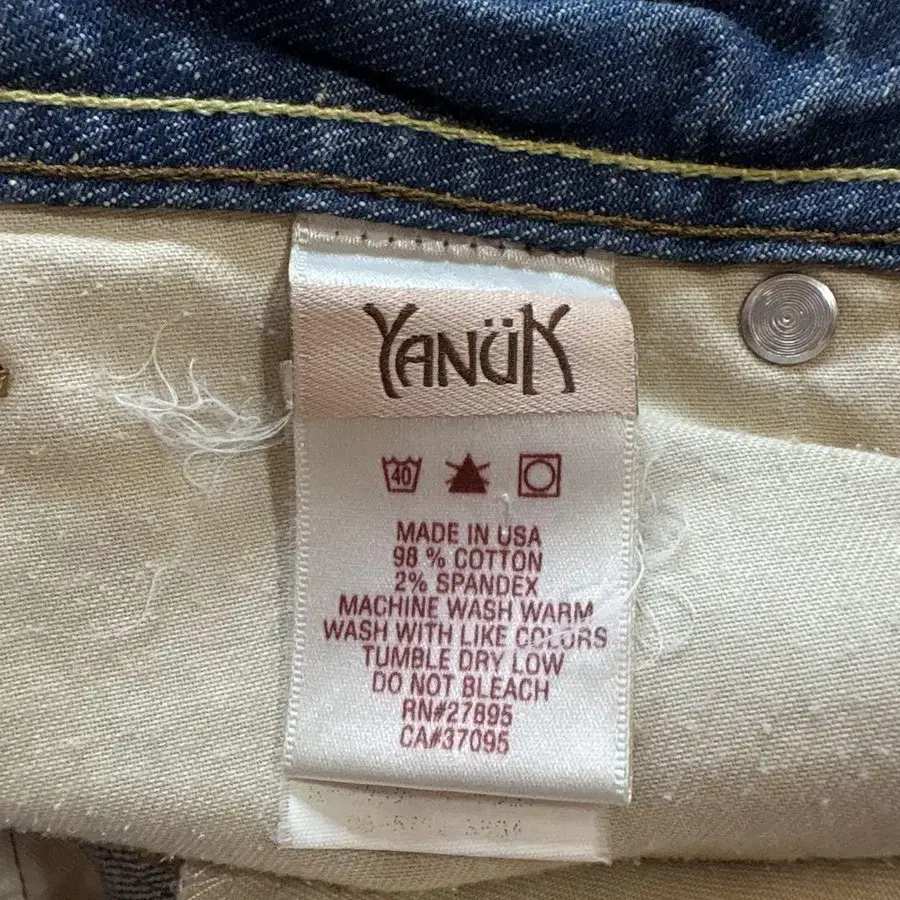 YANÜK
40
MADE IN USA
98 % COTTON
2% SPANDEX
MACHINE WASH WARM
WASH WITH LIKE COLORS
TUMBLE DRY LOW
DO NOT BLEACH
RN#27895
CA#37095